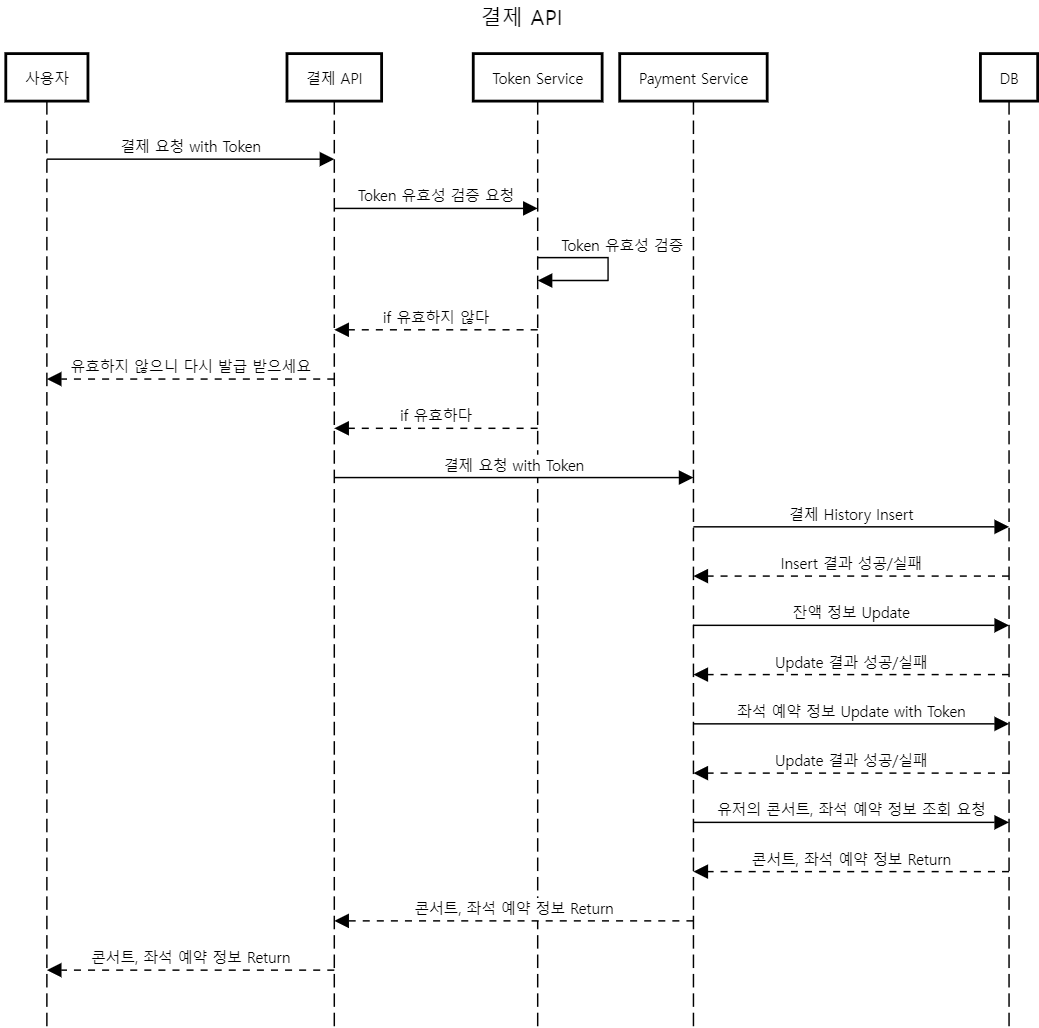 결제 API
사용자
결제 API
Token Service
Payment Service
DB
결제 요청 with Token
Token 유효성 검증 요청
Token 유효성 검증
if 유효하지 않다
유효하지 않으니 다시 발급 받으세요
if 유효하다
결제 요청 with Token
결제 History Insert
Insert 결과 성공/실패
잔액 정보 Update
Update 결과 성공/실패
좌석 예약 정보 Update with Token
Update 결과 성공/실패
유저의 콘서트, 좌석 예약 정보 조회 요청
콘서트, 좌석 예약 정보 Return
콘서트, 좌석 예약 정보 Return
콘서트, 좌석 예약 정보 Return